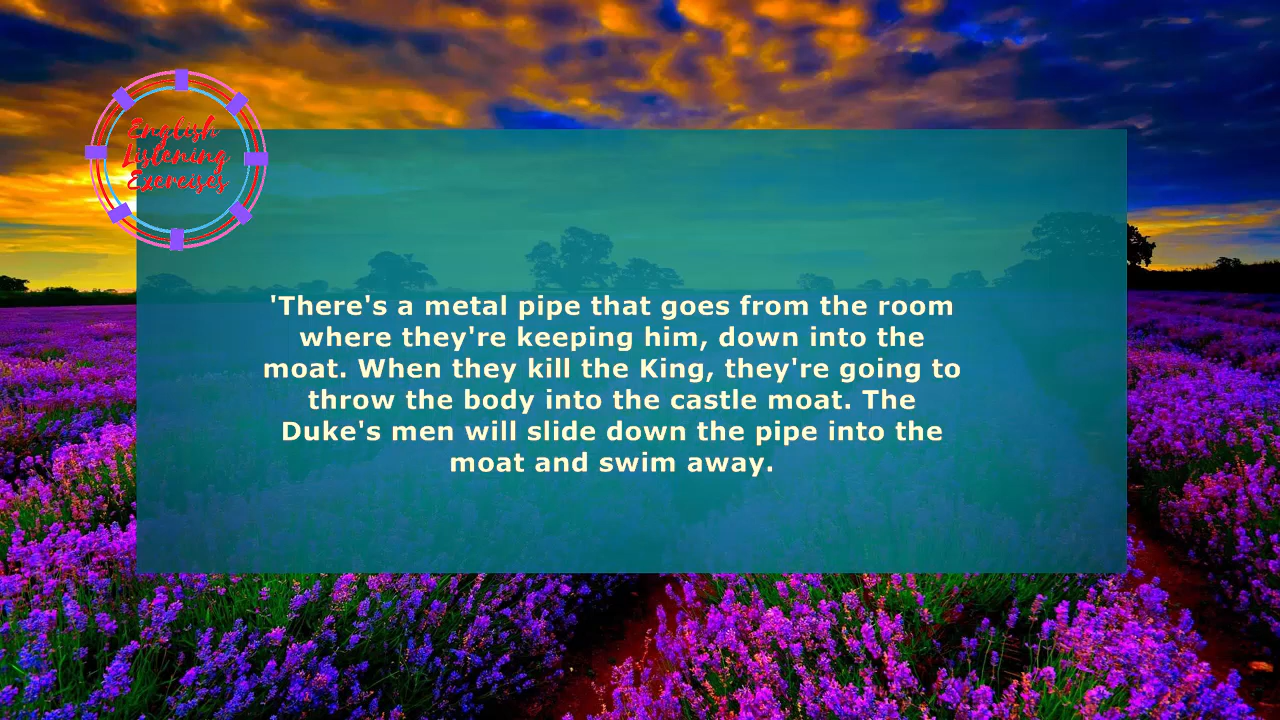 English
Listening
Exercises
'There's a metal pipe that goes from the room
where they're keeping him, down into the
moat. When they kill the King, they're going to
throw the body into the castle moat. The
Duke's men will slide down the pipe into the
moat and swim away.